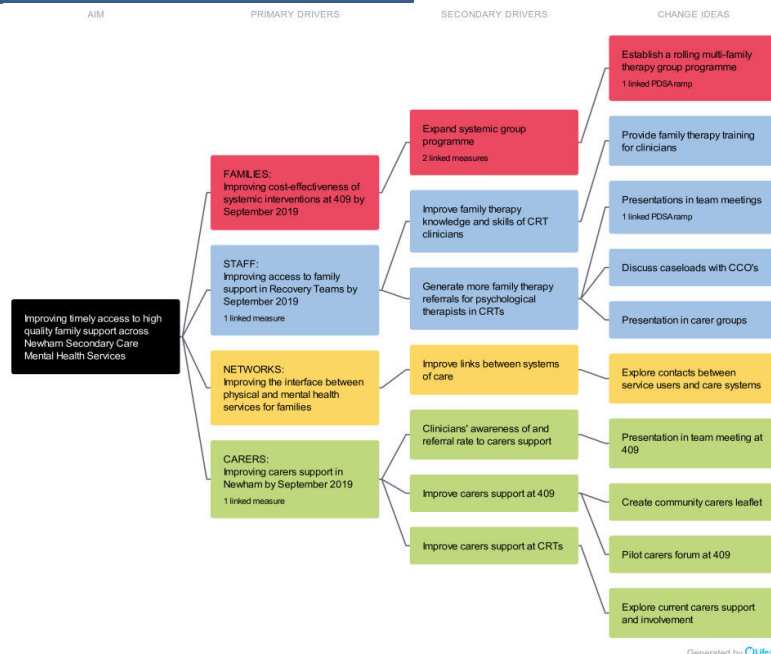 AIM
PRIMARY DRIVERS
SECONDARY DRIVERS
CHANGE IDEAS
Improving timely access to high
quality family support across
Newham Secondary Care
Mental Health Services
FAMILIES:
Improving cost-effectiveness of
systemic interventions at 409 by
September 2019
STAFF:
Improving access to family
support in Recovery Teams by
September 2019
1 linked measure
NETWORKS:
Improving the interface between
physical and mental health
services for families
CARERS:
Improving carers support in
Newham by September 2019
1 linked measure
Expand systemic group
programme
2 linked measures
Improve family therapy
knowledge and skills of CRT
clinicians
Generate more family therapy
referrals for psychological
therapists in CRTs
Improve links between systems
of care
Clinicians' awareness of and
referral rate to carers support
Improve carers support at 409
Improve carers support at CRTs
Establish a rolling multi-family
therapy group programme
1 linked PDSA ramp
Provide family therapy training
for clinicians
Presentations in team meetings
1 linked PDSA ramp
Discuss caseloads with CCO's
Presentation in carer groups
Explore contacts between
service users and care systems
Presentation in team meeting at
409
Create community carers leaflet
Pilot carers forum at 409
Explore current carers support
and involvement
Generated by